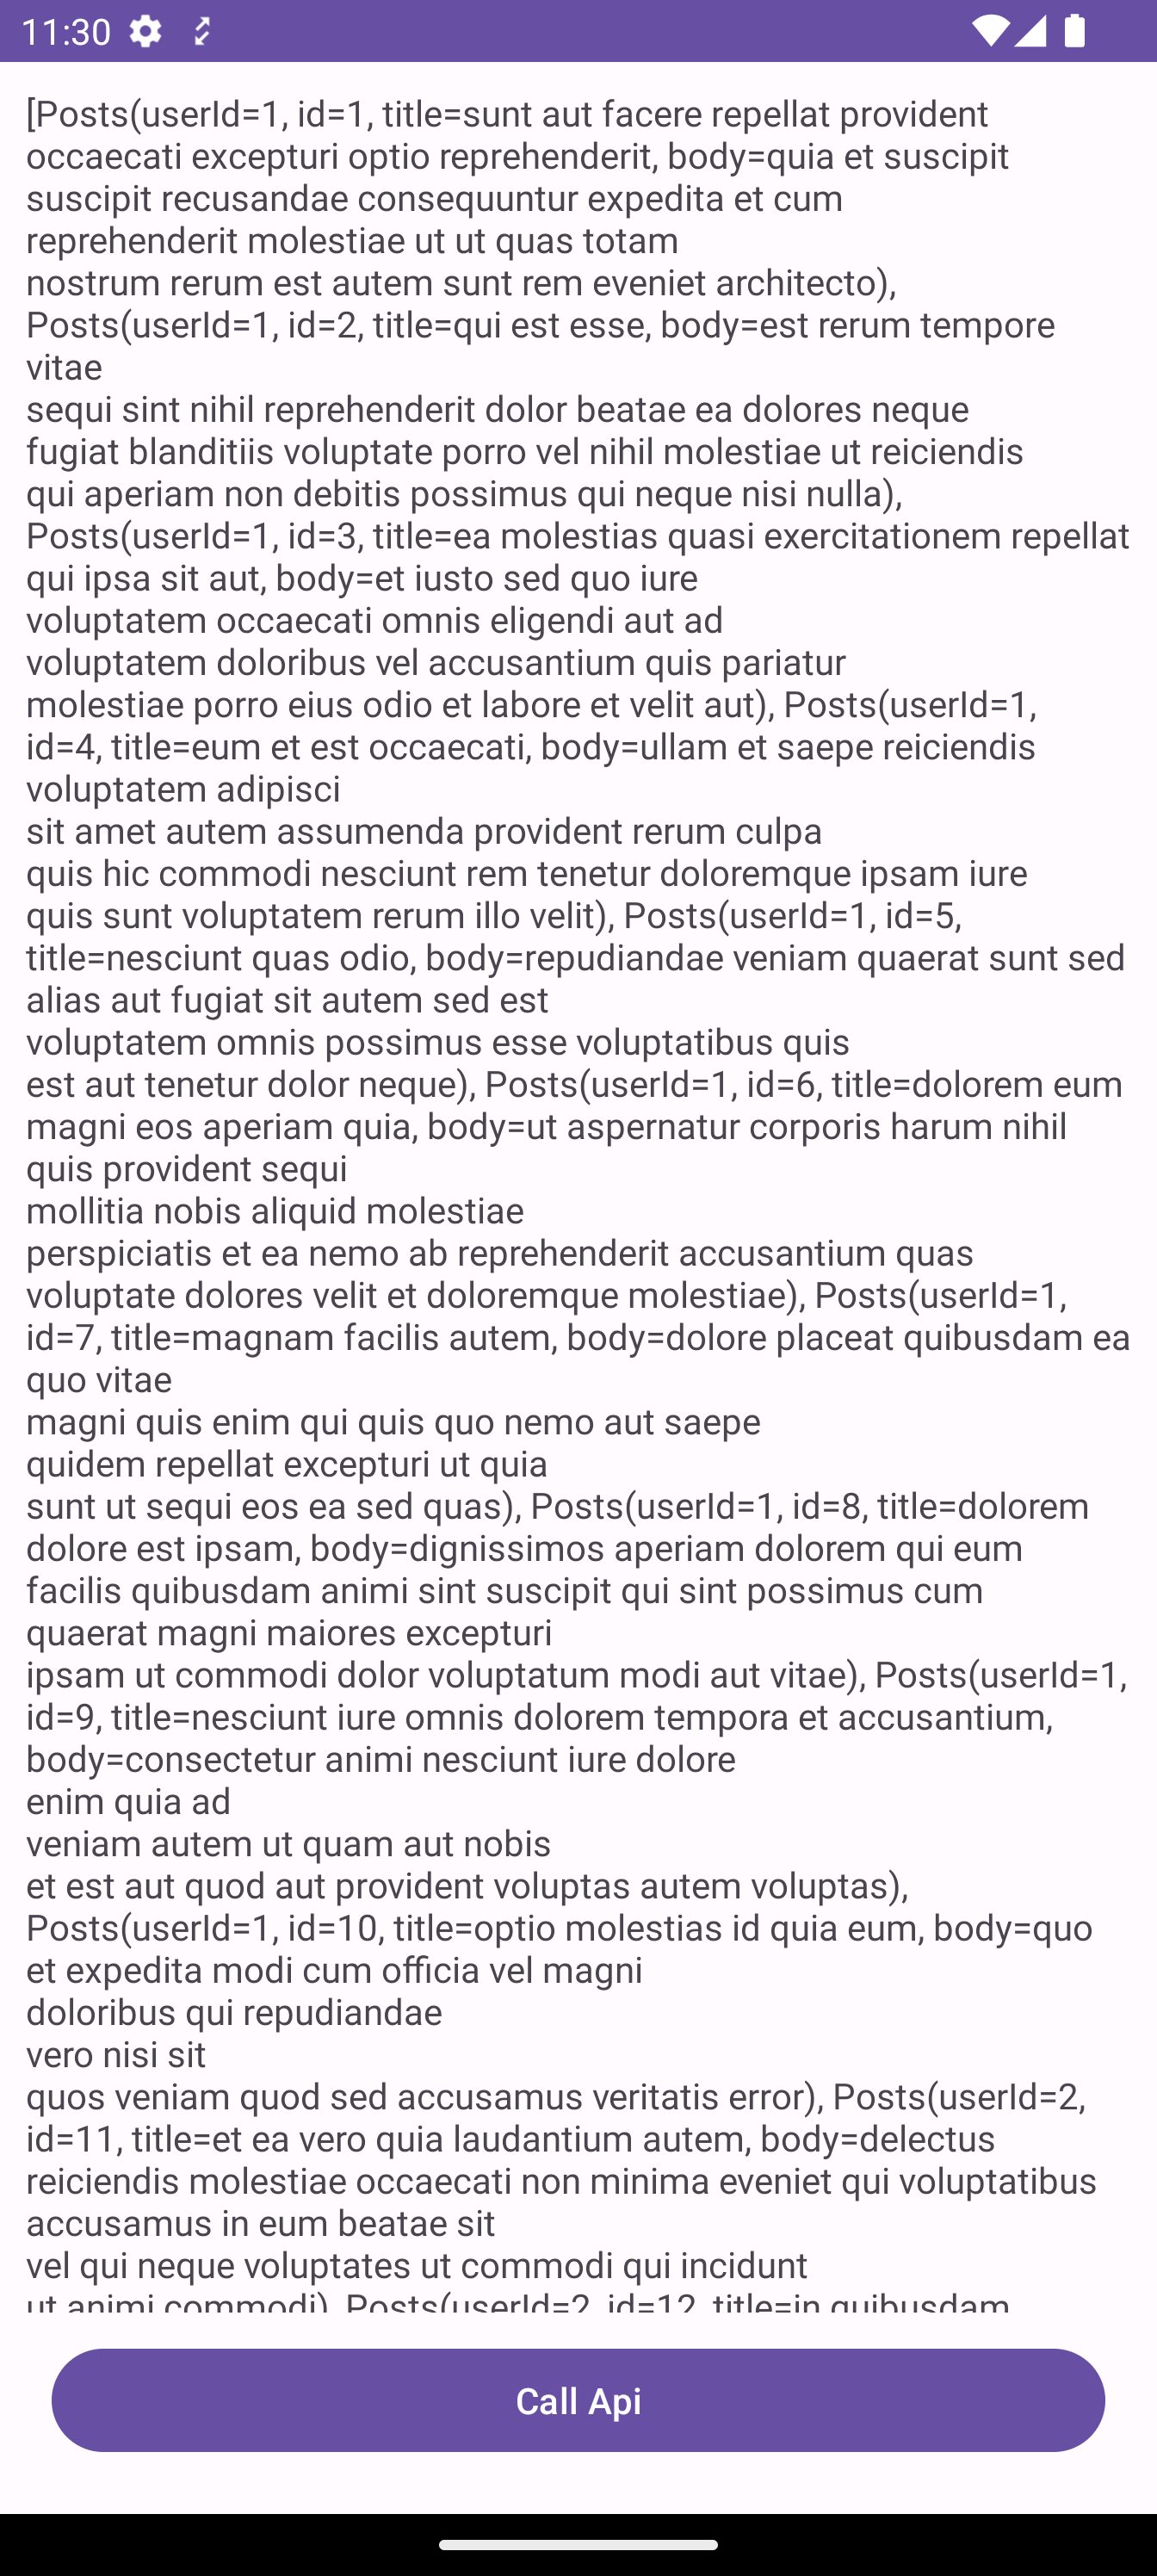 11:30
[Posts(userId=1, id=1, title=sunt aut facere repellat provident
occaecati excepturi optio reprehenderit, body=quia et suscipit
suscipit recusandae consequuntur expedita et cum
reprehenderit molestiae ut ut quas totam
nostrum rerum est autem sunt rem eveniet architecto),
Posts(userId=1, id=2, title=qui est esse, body=est rerum tempore
vitae
sequi sint nihil reprehenderit dolor beatae ea dolores neque
fugiat blanditiis voluptate porro vel nihil molestiae ut reiciendis
qui aperiam non debitis possimus qui neque nisi nulla),
Posts(userId=1, id=3, title=ea molestias quasi exercitationem repellat
qui ipsa sit aut, body=et iusto sed quo iure
voluptatem occaecati omnis eligendi aut ad
voluptatem doloribus vel accusantium quis pariatur
molestiae porro eius odio et labore et velit aut), Posts(userId=1,
id=4, title=eum et est occaecati, body=ullam et saepe reiciendis
voluptatem adipisci
sit amet autem assumenda provident rerum culpa
quis hic commodi nesciunt rem tenetur doloremque ipsam iure
quis sunt voluptatem rerum illo velit), Posts(userId=1, id=5,
title=nesciunt quas odio, body=repudiandae veniam quaerat sunt sed
alias aut fugiat sit autem sed est
voluptatem omnis possimus esse voluptatibus quis
est aut tenetur dolor neque), Posts(userId=1, id=6, title=dolorem eum
magni eos aperiam quia, body=ut aspernatur corporis harum nihil
quis provident sequi
mollitia nobis aliquid molestiae
perspiciatis et ea nemo ab reprehenderit accusantium quas
voluptate dolores velit et doloremque molestiae), Posts(userId=1,
id=7, title=magnam facilis autem, body=dolore placeat quibusdam ea
quo vitae
magni quis enim qui quis quo nemo aut saepe
quidem repellat excepturi ut quia
sunt ut sequi eos ea sed quas), Posts(userId=1, id=8, title=dolorem
dolore est ipsam, body=dignissimos aperiam dolorem qui eum
facilis quibusdam animi sint suscipit qui sint possimus cum
quaerat magni maiores excepturi
ipsam ut commodi dolor voluptatum modi aut vitae), Posts(userId=1,
id=9, title=nesciunt iure omnis dolorem tempora et accusantium,
body=consectetur animi nesciunt iure dolore
enim quia ad
veniam autem ut quam aut nobis
et est aut quod aut provident voluptas autem voluptas),
Posts(userId=1, id=10, title=optio molestias id quia eum, body=quo
et expedita modi cum officia vel magni
doloribus qui repudiandae
vero nisi sit
quos veniam quod sed accusamus veritatis error), Posts(userId=2,
id=11, title=et ea vero quia laudantium autem, body=delectus
reiciendis molestiae occaecati non minima eveniet qui voluptatibus
accusamus in eum beatae sit
vel qui neque voluptates ut commodi qui incidunt
ut animi commodi), Posts(userId=2, id=12, title=in quibusdam
Call Api